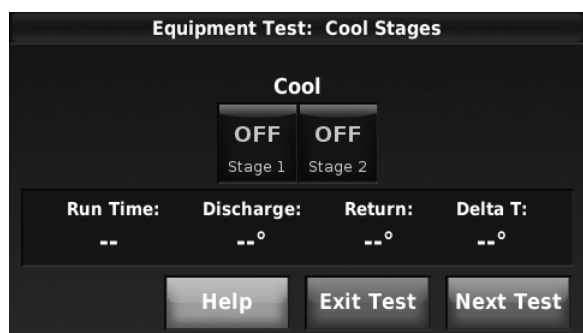 Equipment Test: Cool Stages
Cool
OFF OFF
Stage 1 Stage 2
Run Time: Discharge: Return: Delta T:
-- --° --° --°
Help Exit Test Next Test